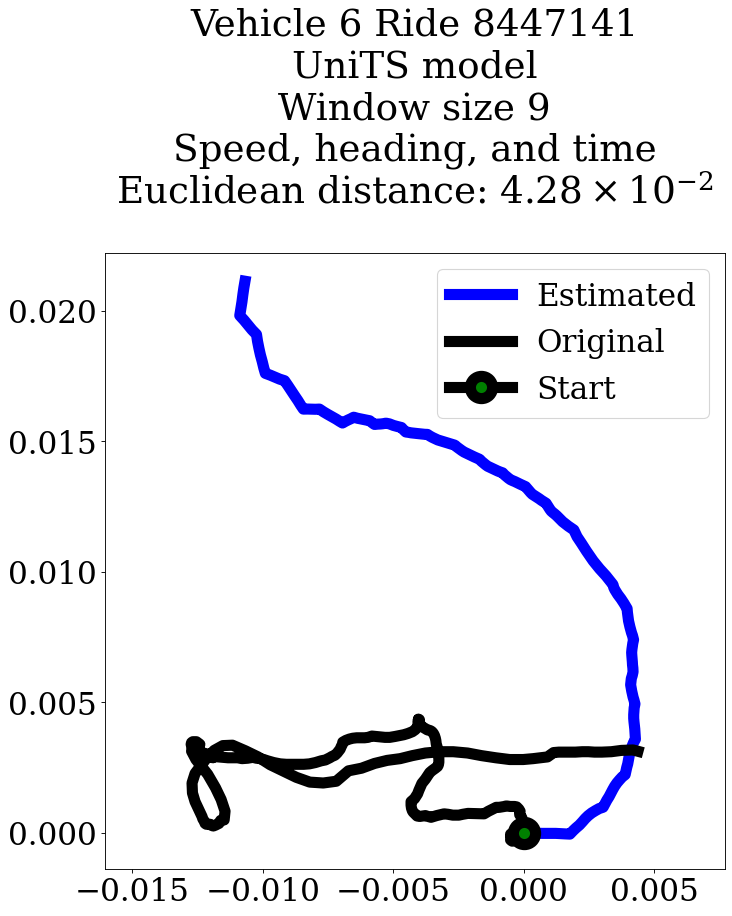 Vehicle 6 Ride 8447141
UniTS model
Window size 9
Speed, heading, and time
Euclidean distance: 4.28 × 10⁻²
Estimated
Original
Start
0.020
0.015
0.010
0.005
0.000
−0.015 −0.010 −0.005 0.000 0.005